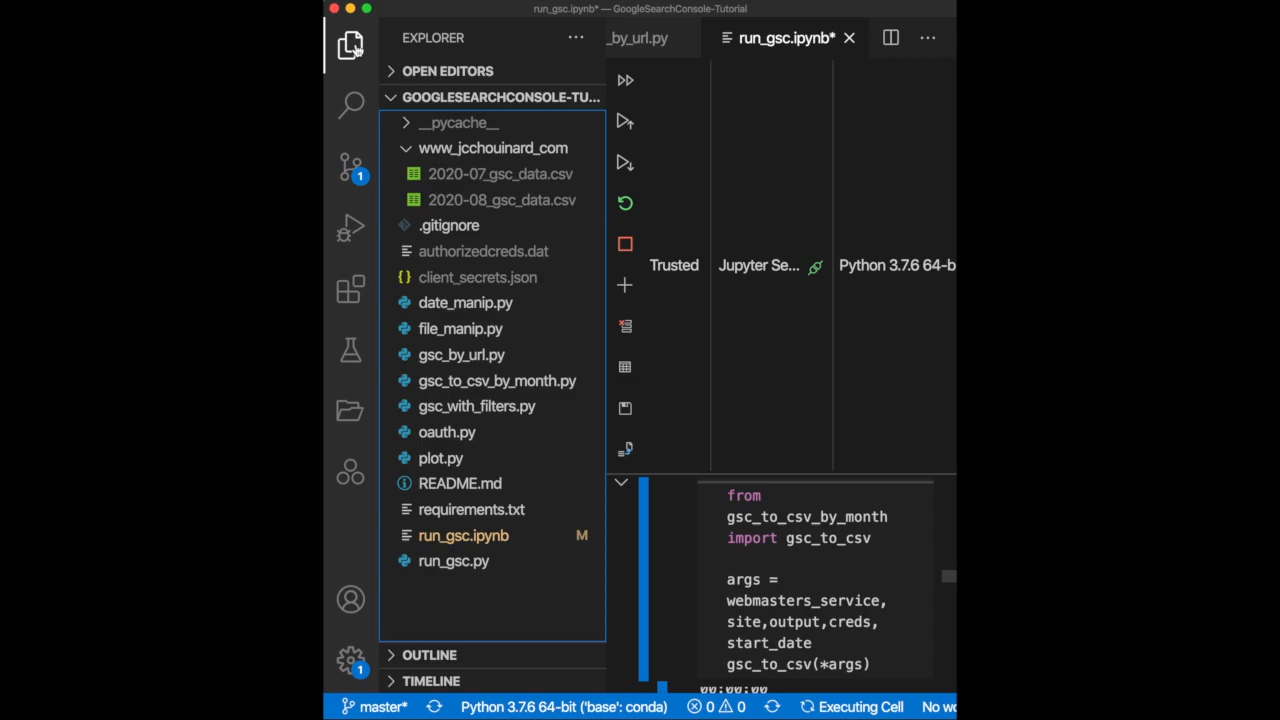 run_gsc.ipynb* — GoogleSearchConsole-Tutorial
EXPLORER
_by_url.py
run_gsc.ipynb*
OPEN EDITORS
GOOGLESEARCHCONSOLE-TU...
__pycache__
www_jcchouinard_com
2020-07_gsc_data.csv
2020-08_gsc_data.csv
.gitignore
authorizedcreds.dat
client_secrets.json
date_manip.py
file_manip.py
gsc_by_url.py
gsc_to_csv_by_month.py
gsc_with_filters.py
oauth.py
plot.py
README.md
requirements.txt
run_gsc.ipynb M
run_gsc.py
OUTLINE
TIMELINE
1
1
Trusted
Jupyter Se...
Python 3.7.6 64-b
from
gsc_to_csv_by_month
import gsc_to_csv
args =
webmasters_service,
site,output,creds,
start_date
gsc_to_csv(*args)
00:00:00
master*
Python 3.7.6 64-bit ('base': conda)
0
0
Executing Cell
No wo